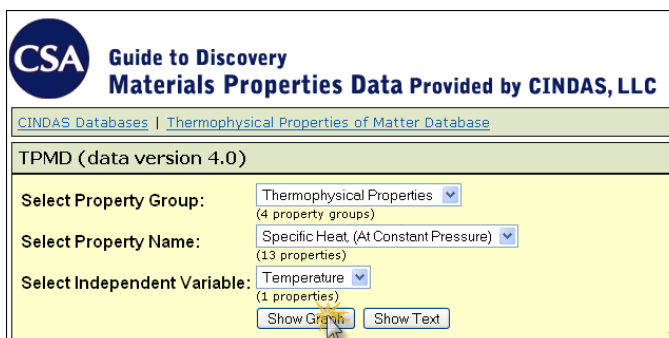 CSA
Guide to Discovery
Materials Properties Data Provided by CINDAS, LLC
CINDAS Databases | Thermophysical Properties of Matter Database
TPMD (data version 4.0)
Select Property Group: Thermophysical Properties
(4 property groups)
Select Property Name: Specific Heat, (At Constant Pressure)
(13 properties)
Select Independent Variable: Temperature
(1 properties)
Show Graph Show Text